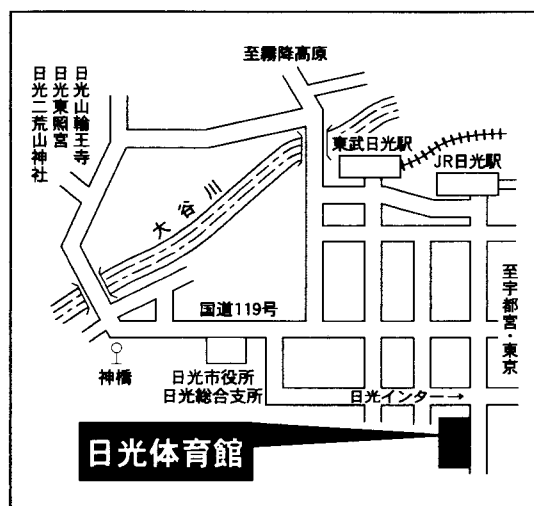 至霧降高原
日光山輪王寺
日光東照宮
日光二荒山神社
東武日光駅
JR日光駅
大谷川
国道119号
至宇都宮・東京
神橋
日光市役所
日光総合支所
日光インター→
日光体育館